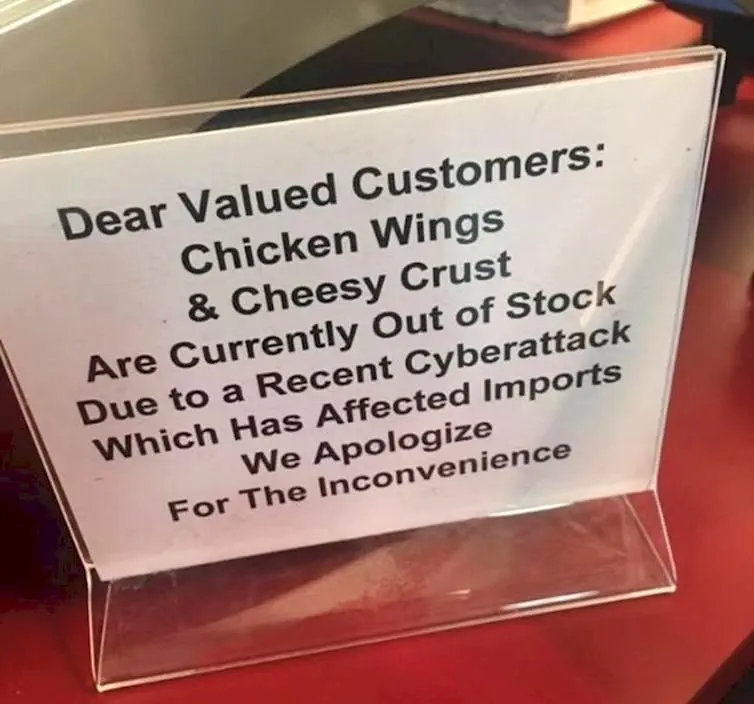 Dear Valued Customers:
Chicken Wings
& Cheesy Crust
Are Currently Out of Stock
Due to a Recent Cyberattack
Which Has Affected Imports
We Apologize
For The Inconvenience